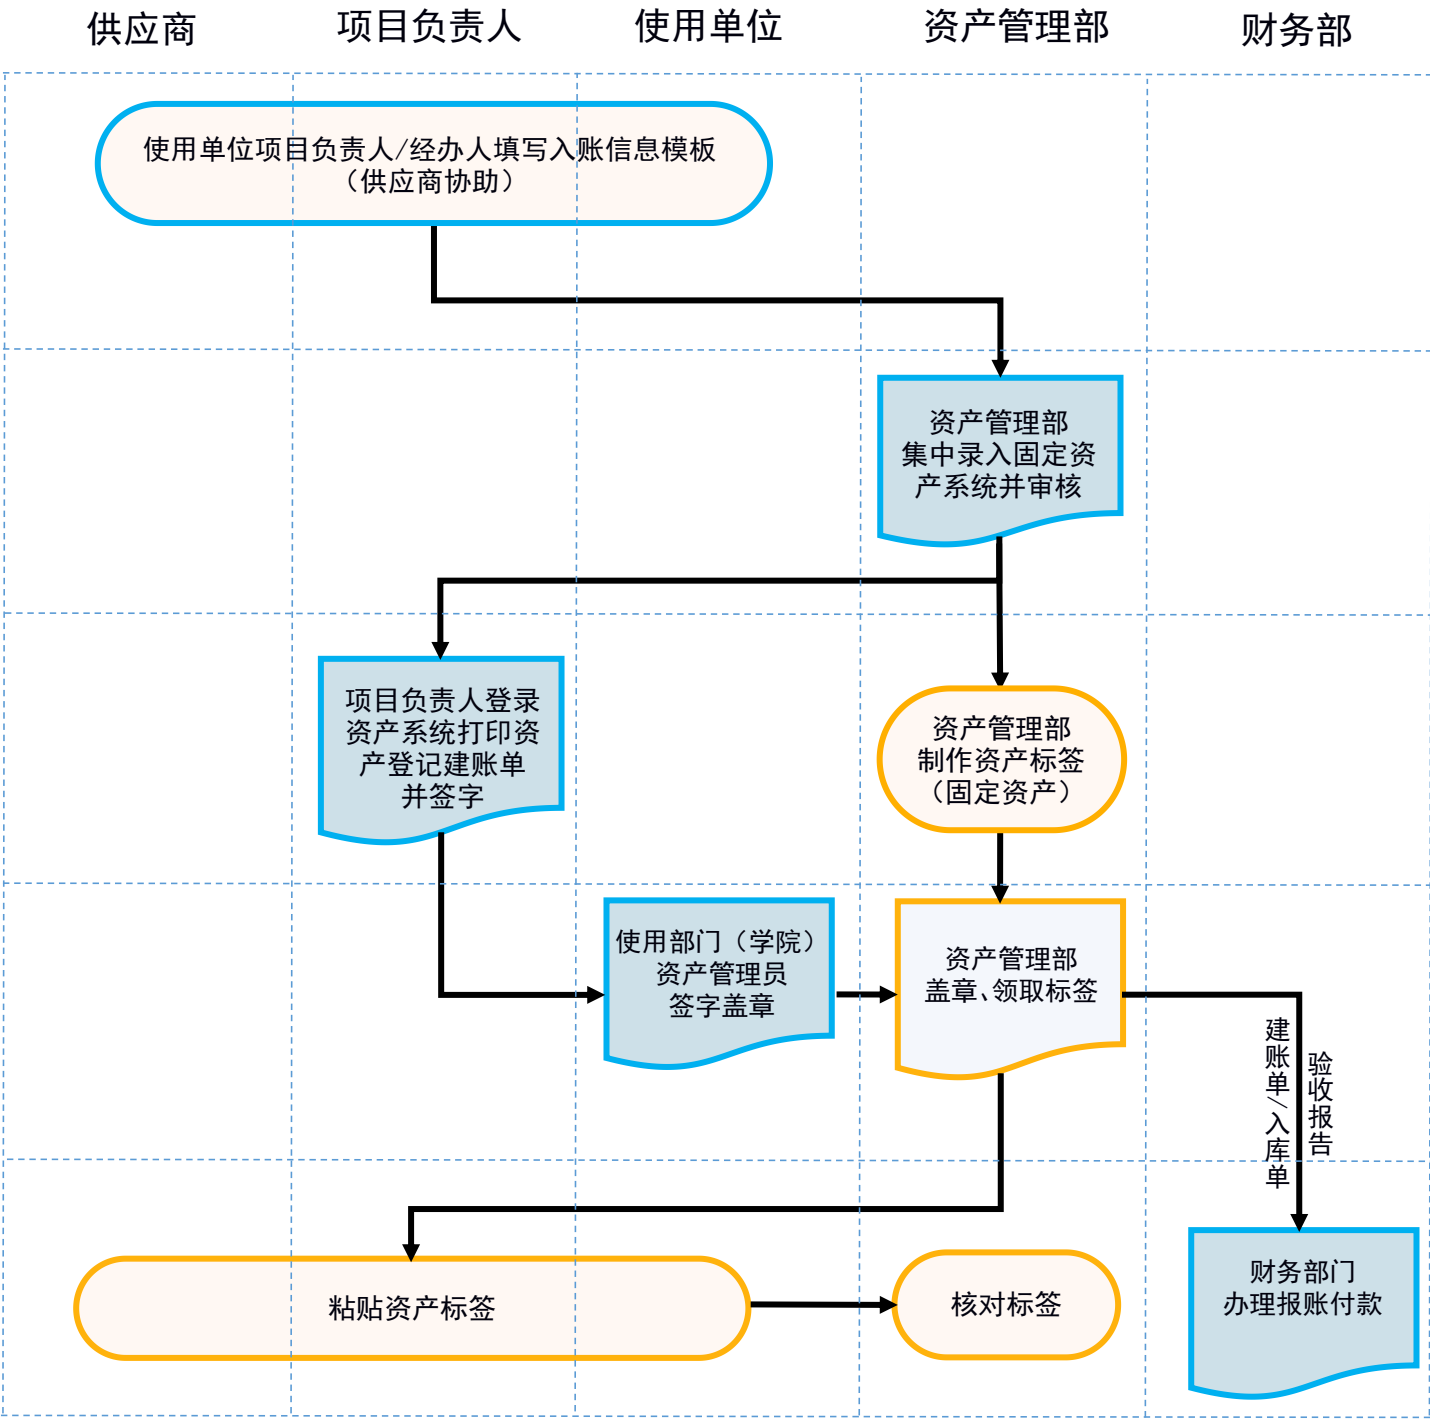 供应商
项目负责人
使用单位
资产管理部
财务部
使用单位项目负责人/经办人填写入账信息模板
（供应商协助）
资产管理部
集中录入固定资
产系统并审核
项目负责人登录
资产系统打印资
产登记建账单
并签字
资产管理部
制作资产标签
（固定资产）
使用部门（学院）
资产管理员
签字盖章
资产管理部
盖章、领取标签
建账单/入库单
验收报告
粘贴资产标签
核对标签
财务部门
办理报账付款